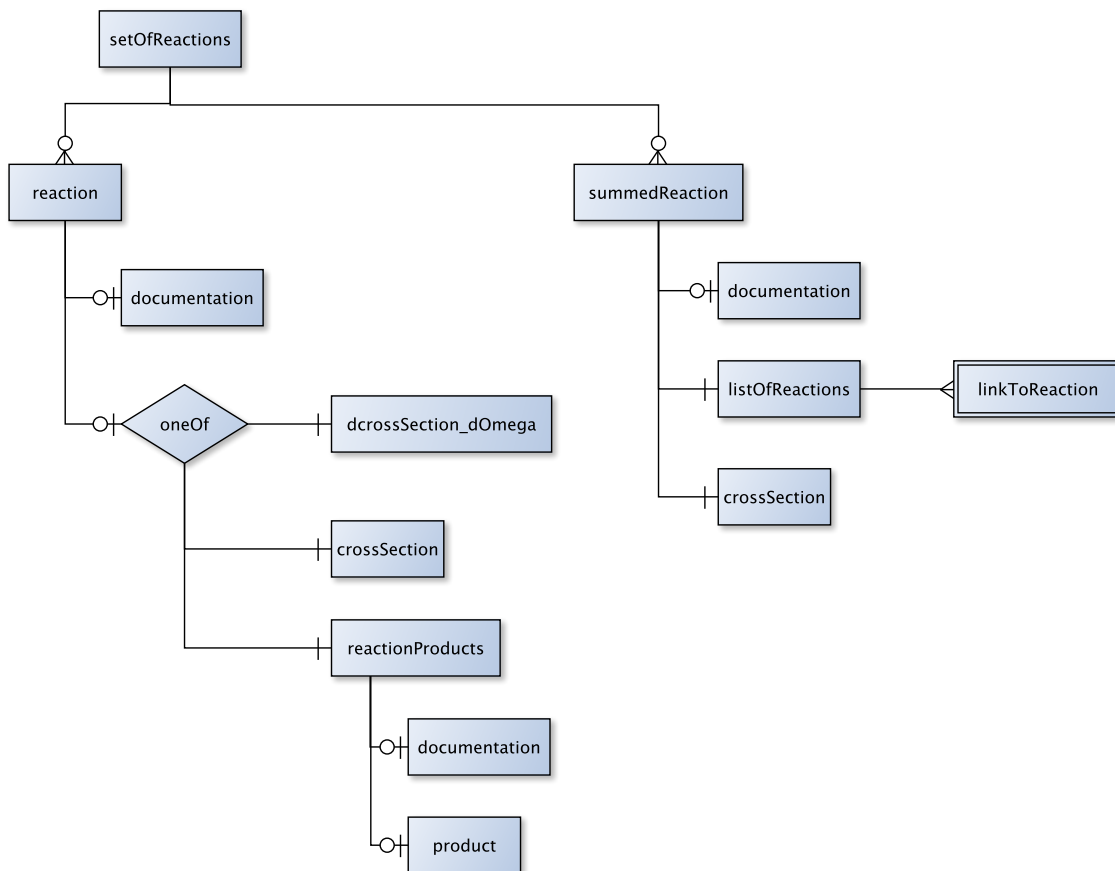 setOfReactions
reaction
summedReaction
documentation
documentation
oneOf
dcrossSection_dOmega
listOfReactions
linkToReaction
crossSection
crossSection
reactionProducts
documentation
product